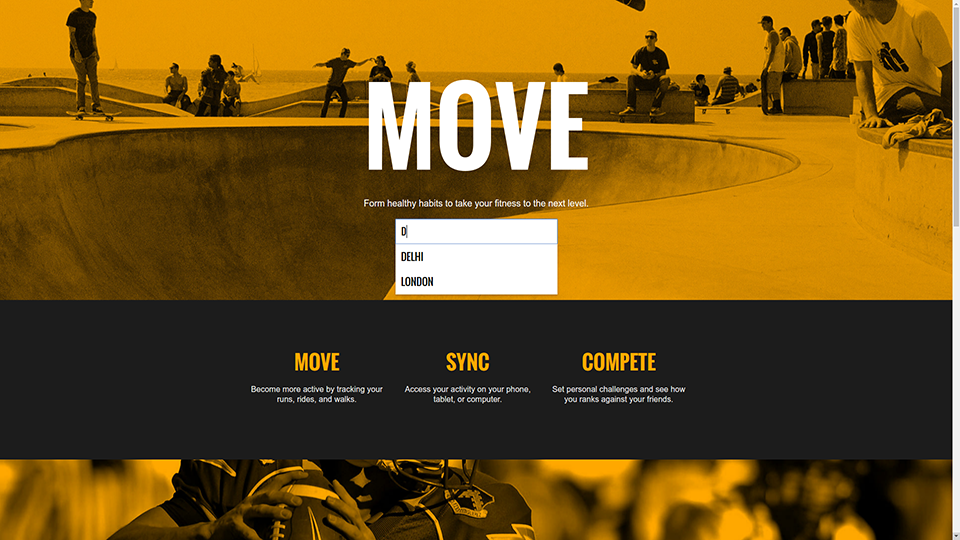 MOVE
Form healthy habits to take your fitness to the next level.
D
DELHI
LONDON
MOVE
SYNC
COMPETE
Become more active by tracking your
runs, rides, and walks.
Access your activity on your phone,
tablet, or computer.
Set personal challenges and see how
you ranks against your friends.